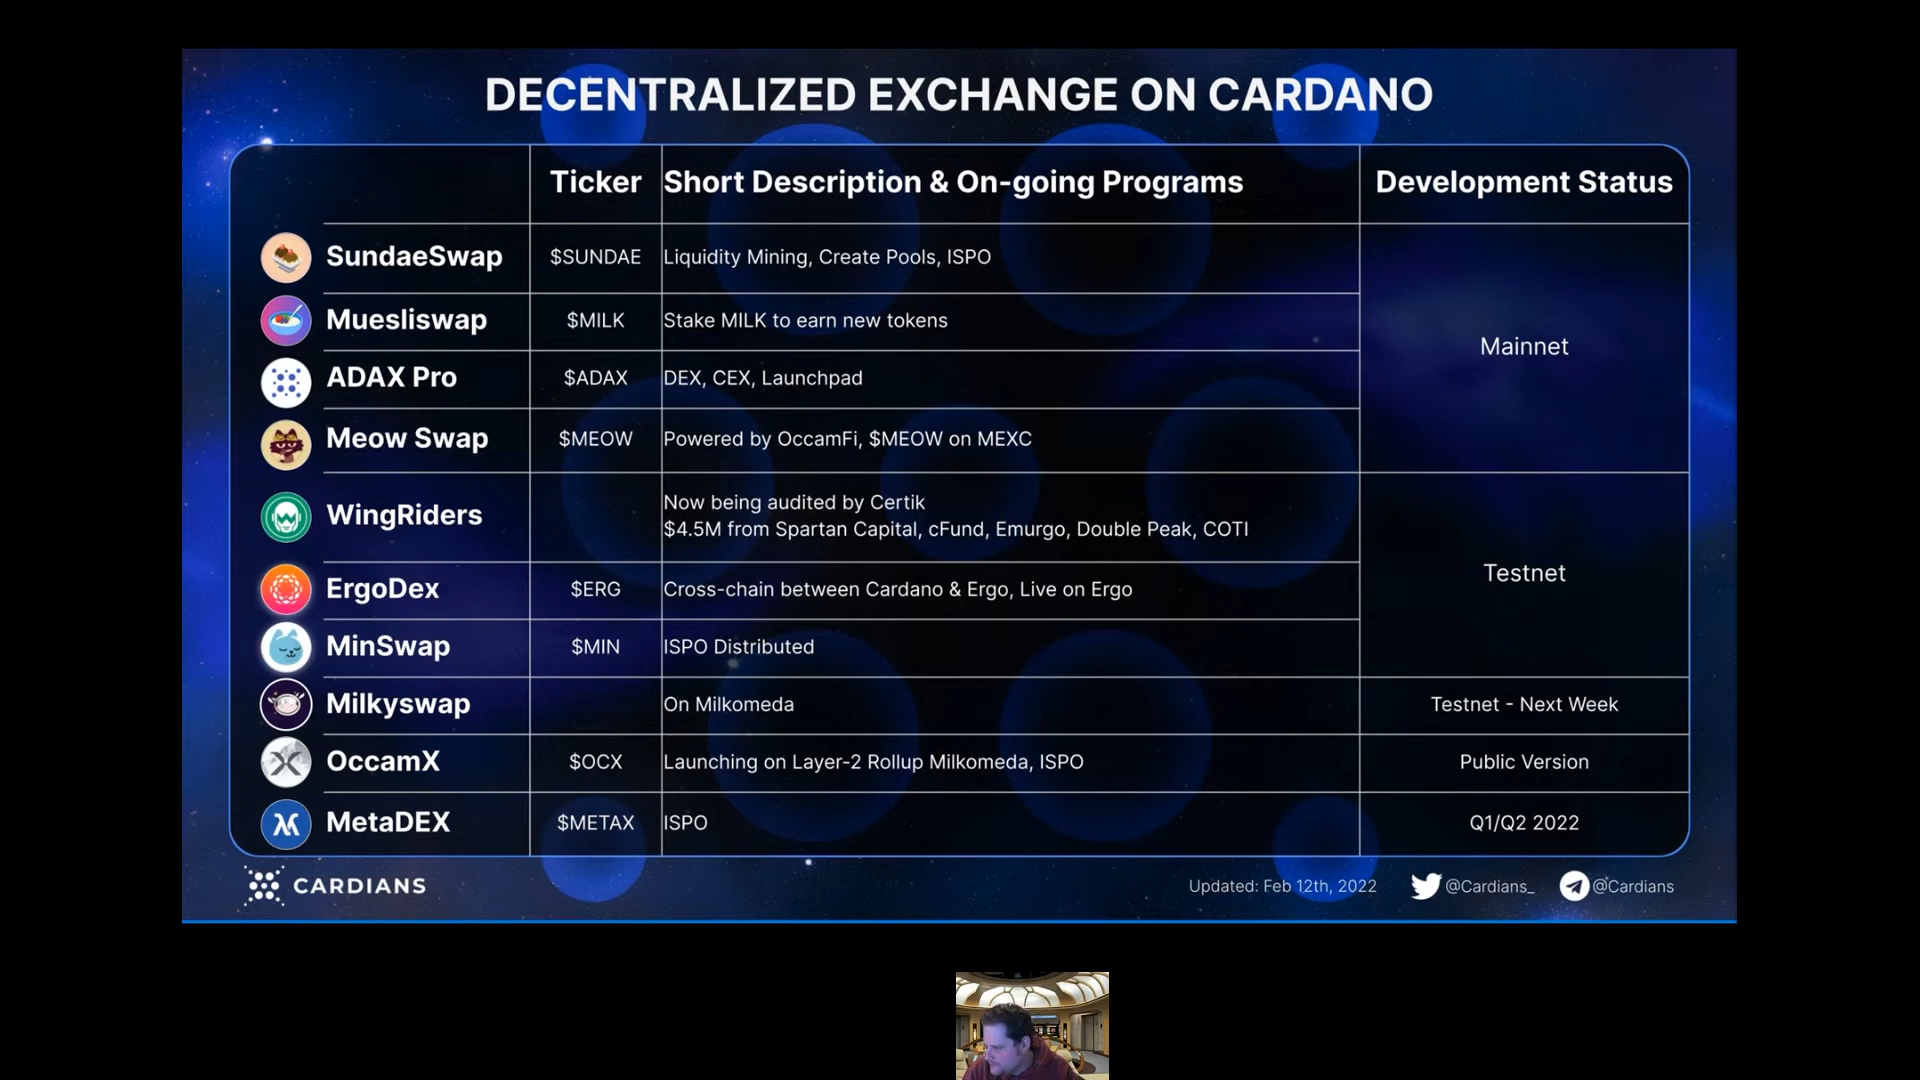 DECENTRALIZED EXCHANGE ON CARDANO
Ticker Short Description & On-going Programs Development Status
SundaeSwap $SUNDAE Liquidity Mining, Create Pools, ISPO
Muesliswap $MILK Stake MILK to earn new tokens
Mainnet
ADAX Pro $ADAX DEX, CEX, Launchpad
Meow Swap $MEOW Powered by OccamFi, $MEOW on MEXC
WingRiders Now being audited by Certik
$4.5M from Spartan Capital, cFund, Emurgo, Double Peak, COTI
Testnet
ErgoDex $ERG Cross-chain between Cardano & Ergo, Live on Ergo
MinSwap $MIN ISPO Distributed
Milkyswap On Milkomeda Testnet - Next Week
OccamX $OCX Launching on Layer-2 Rollup Milkomeda, ISPO Public Version
MetaDEX $METAX ISPO Q1/Q2 2022
CARDIANS Updated: Feb 12th, 2022 @Cardians_ @Cardians